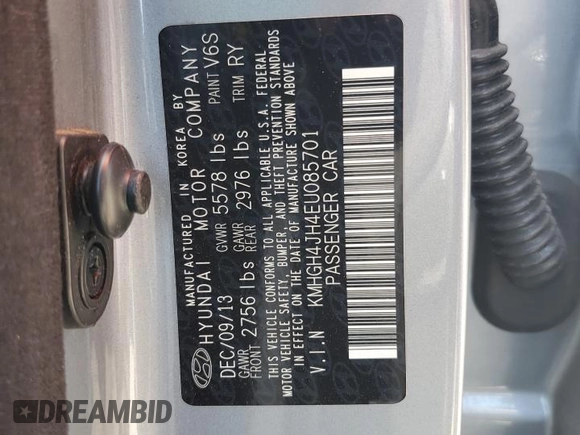 MANUFACTURED IN KOREA BY
HYUNDAI MOTOR COMPANY
DEC/09/13 GVWR 5578 lbs PAINT V6S
GAWR FRONT 2756 lbs GAWR REAR 2976 lbs TRIM RY
THIS VEHICLE CONFORMS TO ALL APPLICABLE U.S.A. FEDERAL
MOTOR VEHICLE SAFETY, BUMPER, AND THEFT PREVENTION STANDARDS
IN EFFECT ON THE DATE OF MANUFACTURE SHOWN ABOVE
V.I.N KMHGH4JH4EU085701
PASSENGER CAR
DREAMBID